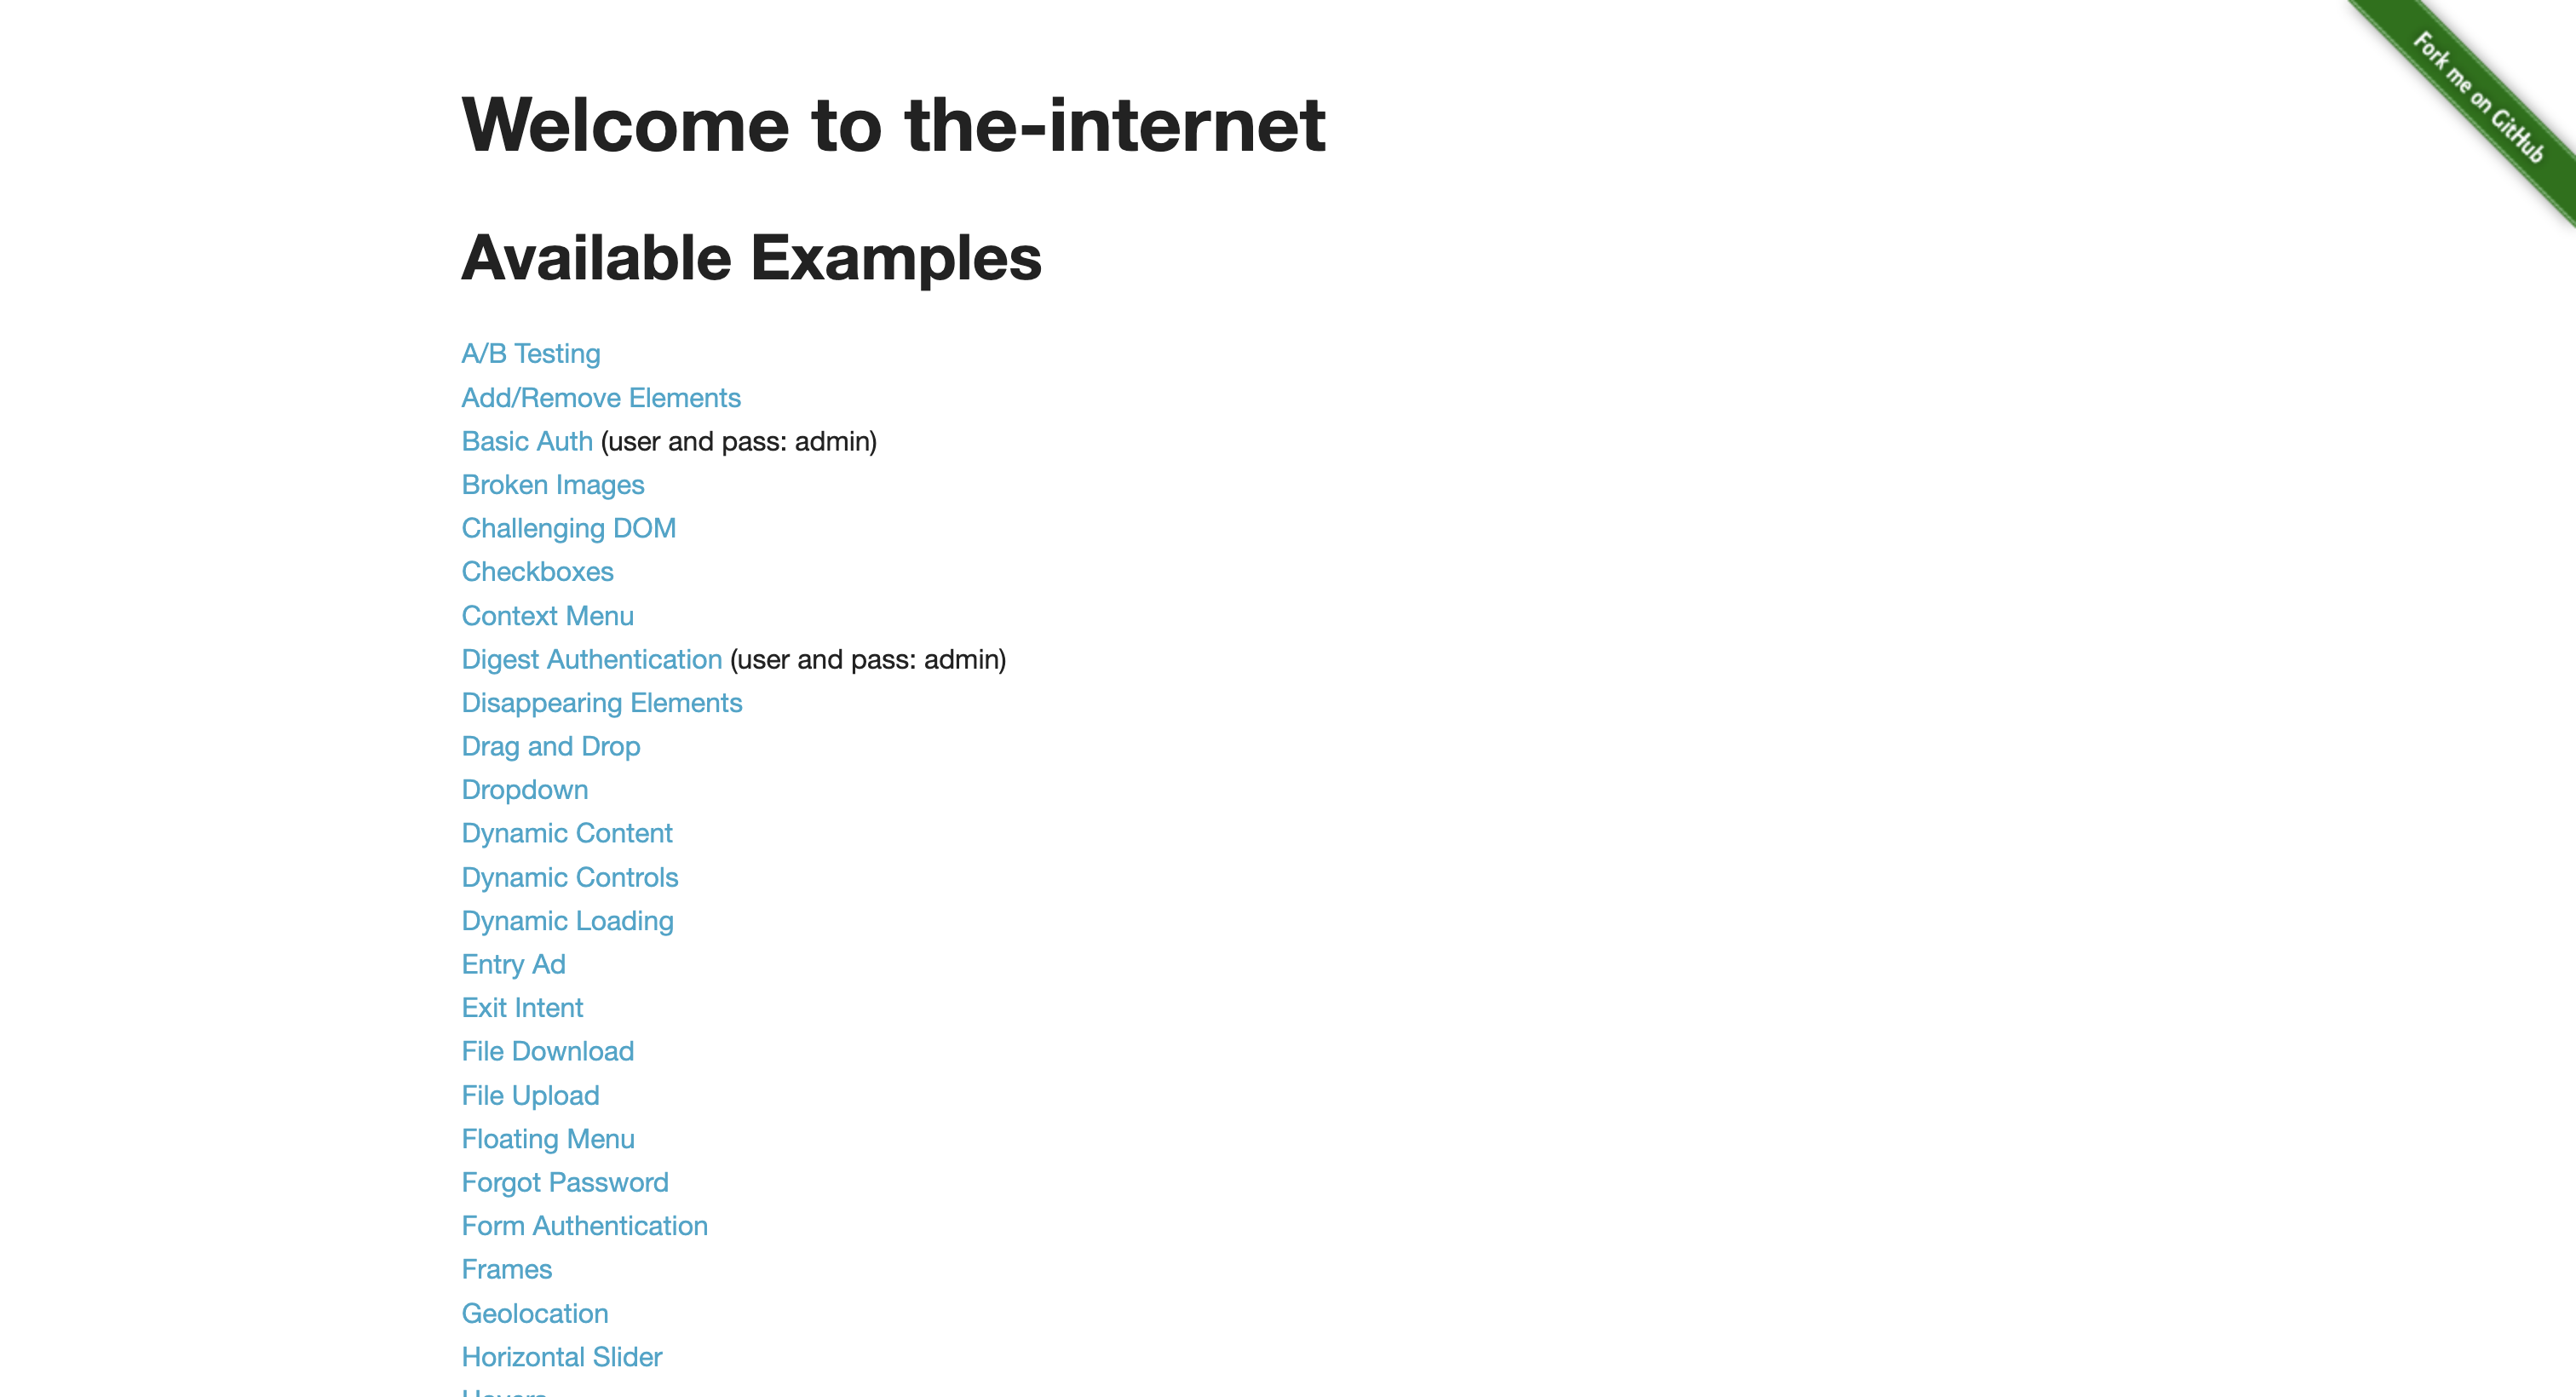 Fork me on GitHub
Welcome to the-internet
Available Examples
A/B Testing
Add/Remove Elements
Basic Auth (user and pass: admin)
Broken Images
Challenging DOM
Checkboxes
Context Menu
Digest Authentication (user and pass: admin)
Disappearing Elements
Drag and Drop
Dropdown
Dynamic Content
Dynamic Controls
Dynamic Loading
Entry Ad
Exit Intent
File Download
File Upload
Floating Menu
Forgot Password
Form Authentication
Frames
Geolocation
Horizontal Slider